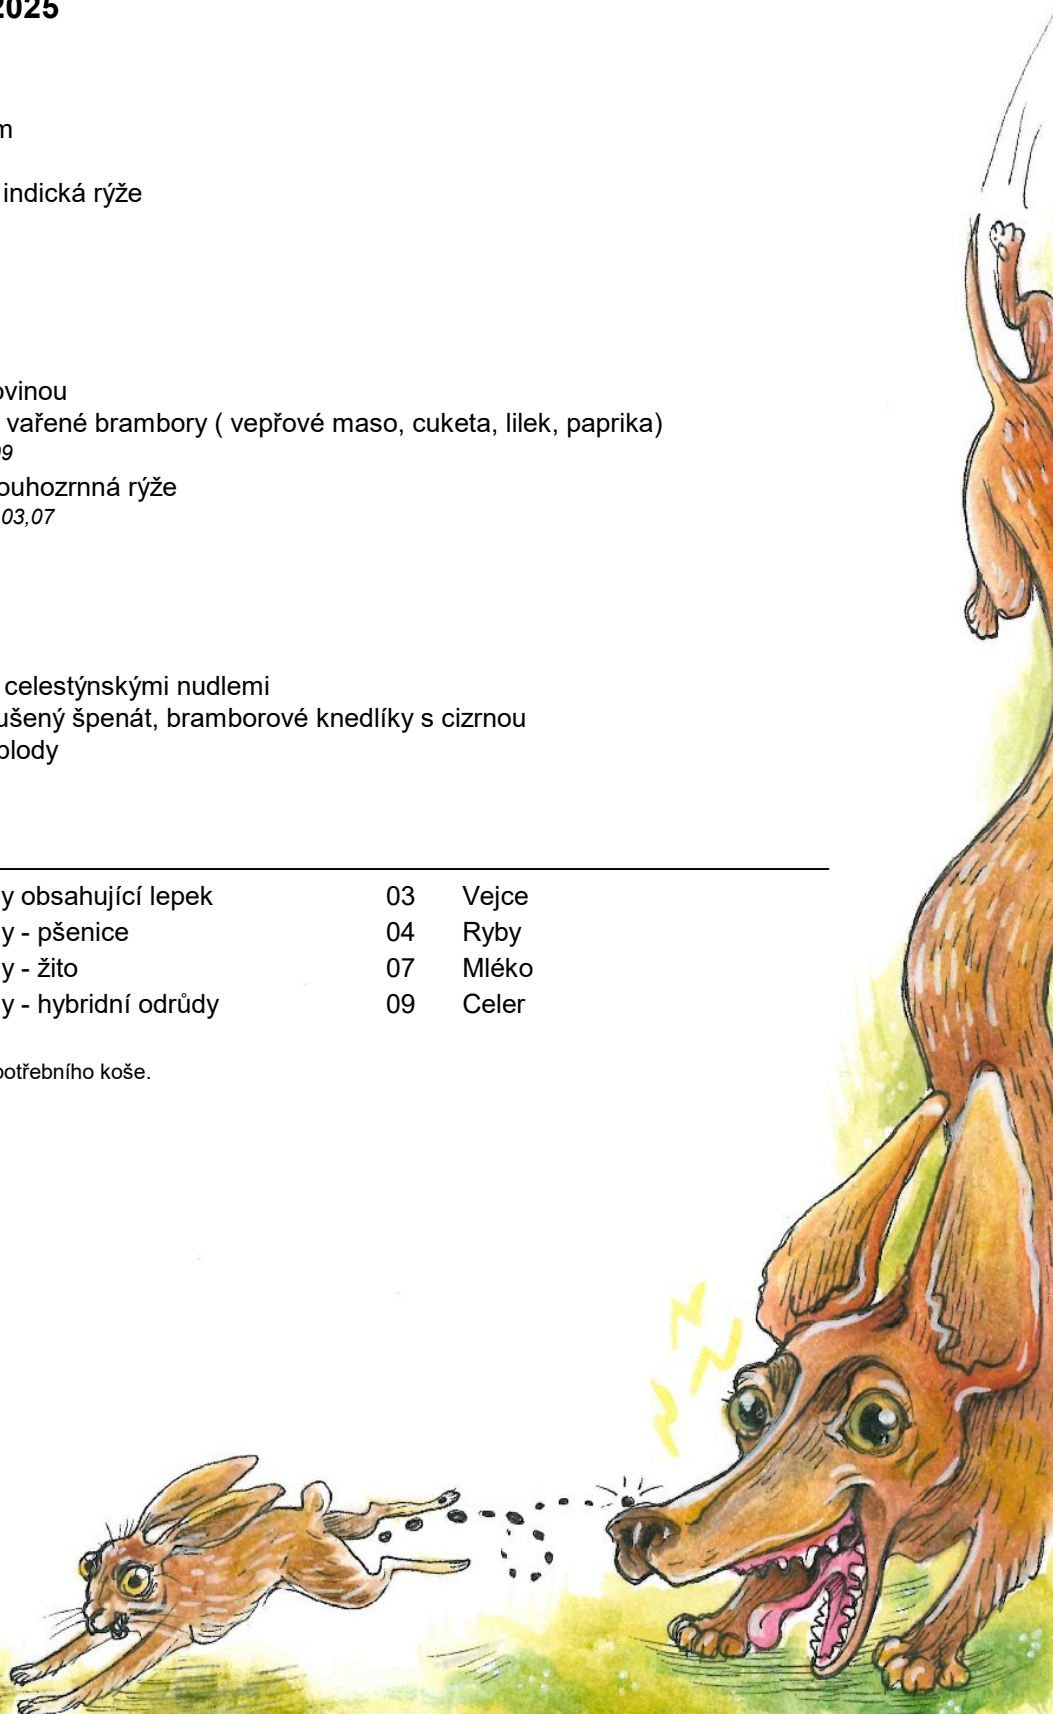 2025
m
indická rýže
ovinou
vařené brambory ( vepřové maso, cuketa, lilek, paprika)
09
ouhozrnná rýže
03,07
celestýnskými nudlemi
ušený špenát, bramborové knedlíky s cizrnou
plody
y obsahující lepek 03 Vejce
y - pšenice 04 Ryby
y - žito 07 Mléko
y - hybridní odrůdy 09 Celer
potřebního koše.